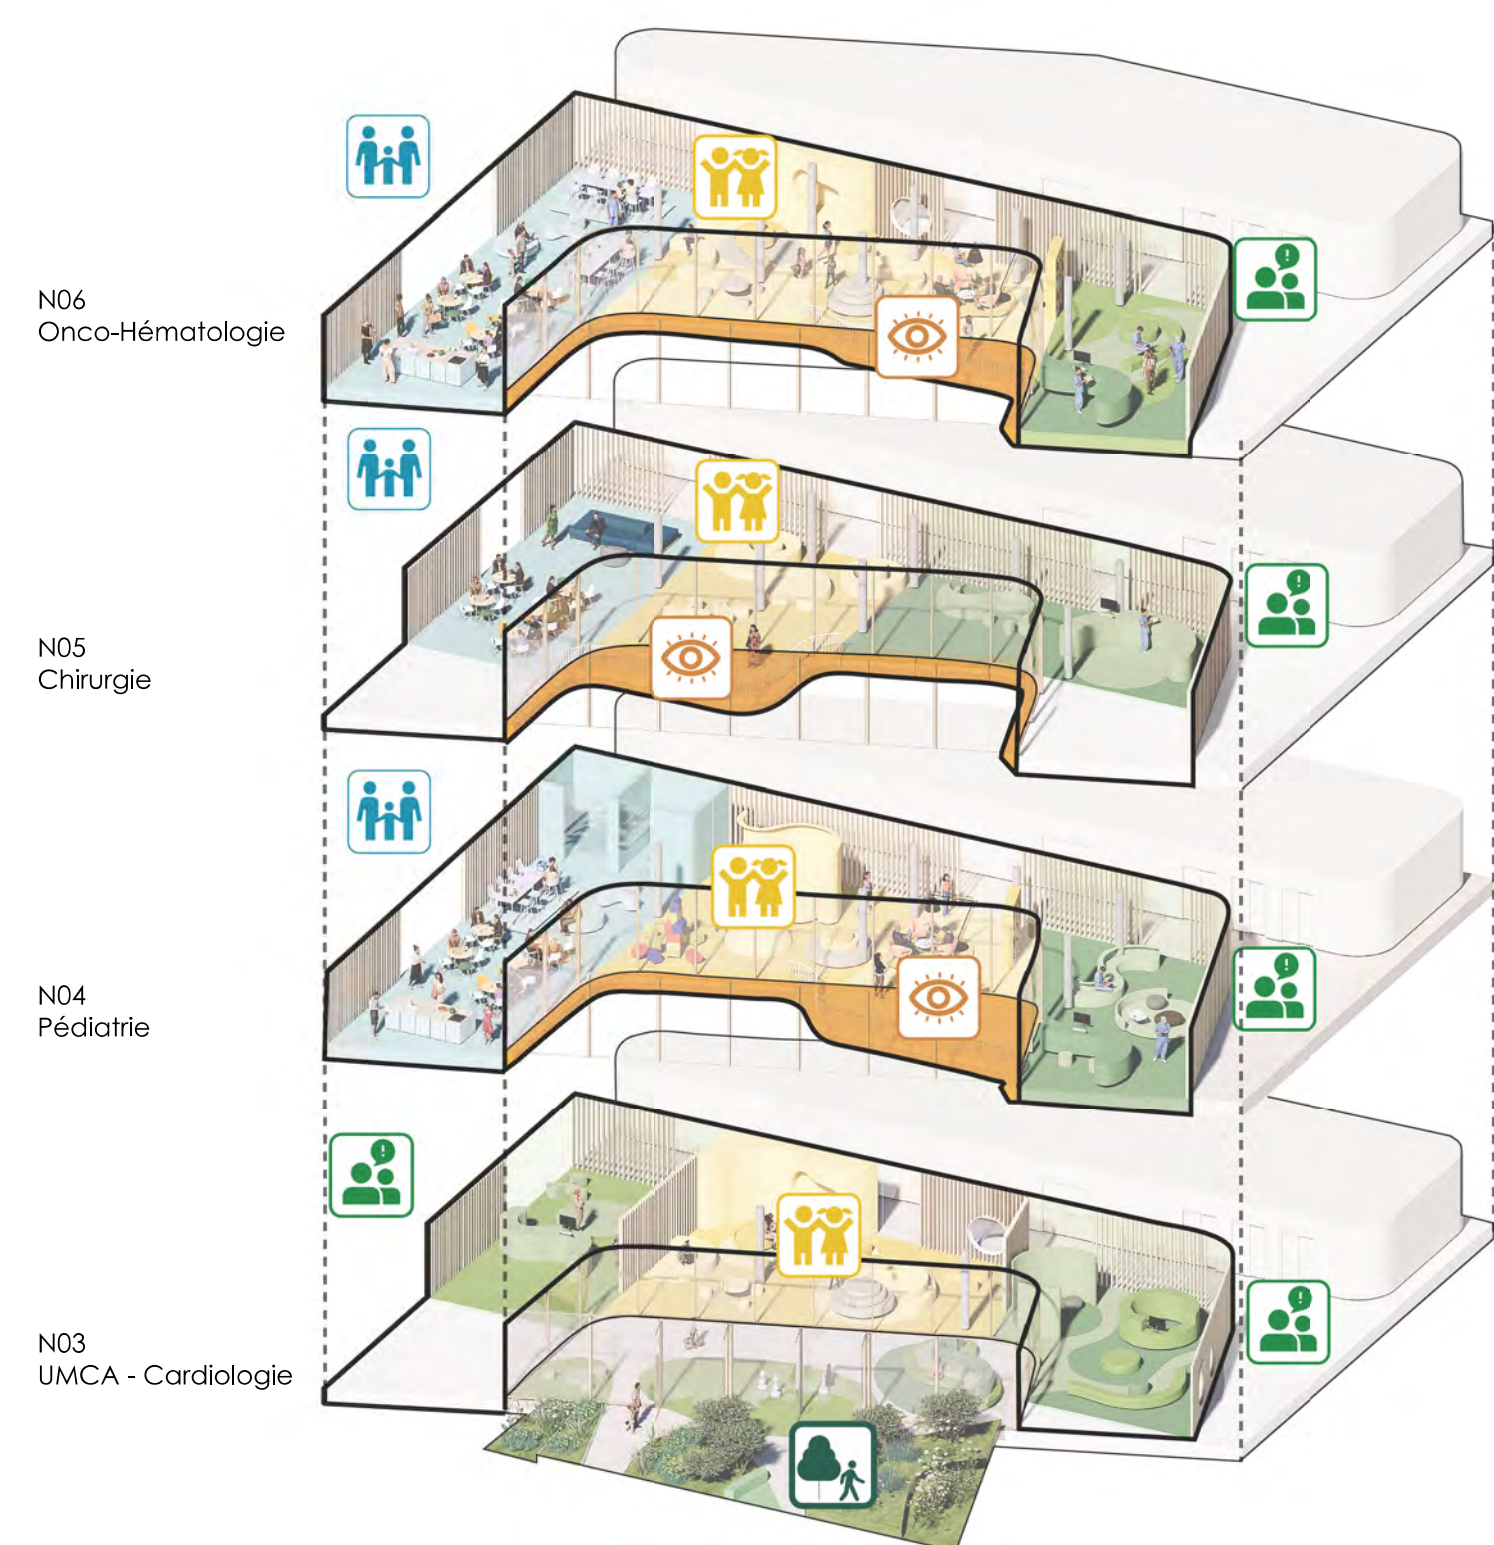 N06
Onco-Hématologie
N05
Chirurgie
N04
Pédiatrie
N03
UMCA - Cardiologie